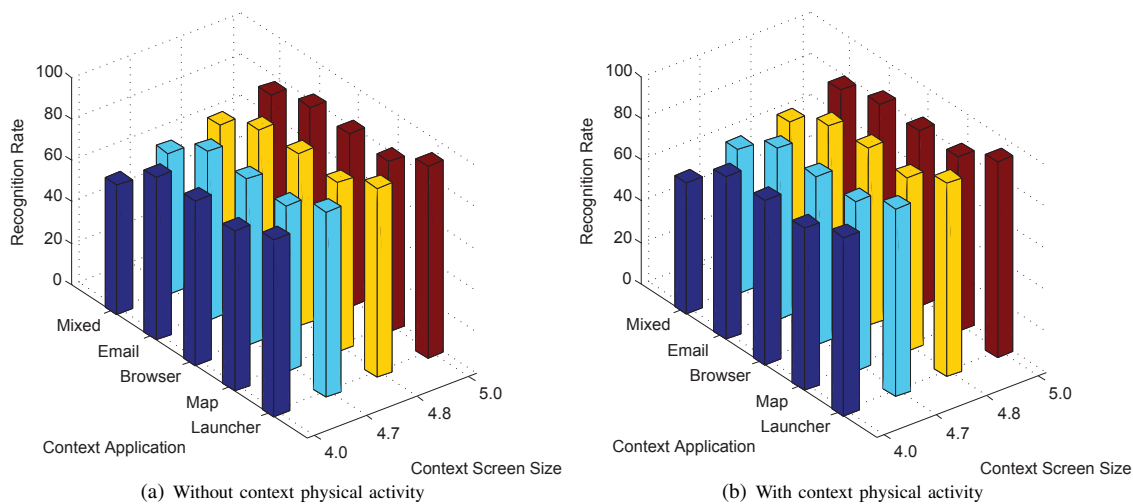 100
80
60
40
20
0
Recognition Rate
Mixed
Email
Browser
Map
Launcher
Context Application
4.0
4.7
4.8
5.0
Context Screen Size
(a) Without context physical activity
100
80
60
40
20
0
Recognition Rate
Mixed
Email
Browser
Map
Launcher
Context Application
4.0
4.7
4.8
5.0
Context Screen Size
(b) With context physical activity